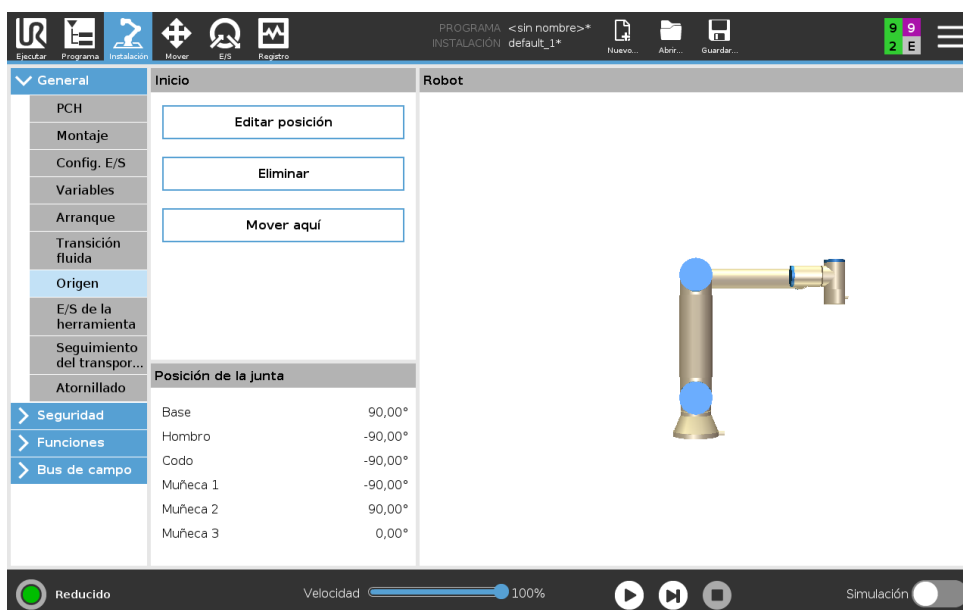 UR
PROGRAMA <sin nombre>*
INSTALACIÓN default_1*
Ejecutar Programa Instalación Mover E/S Registro
Nuevo... Abrir... Guardar...
9 9
2 E
General
PCH
Montaje
Config. E/S
Variables
Arranque
Transición
fluida
Origen
E/S de la
herramienta
Seguimiento
del transpor...
Atornillado
Seguridad
Funciones
Bus de campo
Inicio
Editar posición
Eliminar
Mover aquí
Posición de la junta
Base 90,00°
Hombro -90,00°
Codo -90,00°
Muñeca 1 -90,00°
Muñeca 2 90,00°
Muñeca 3 0,00°
Robot
Reducido
Velocidad 100%
Simulación